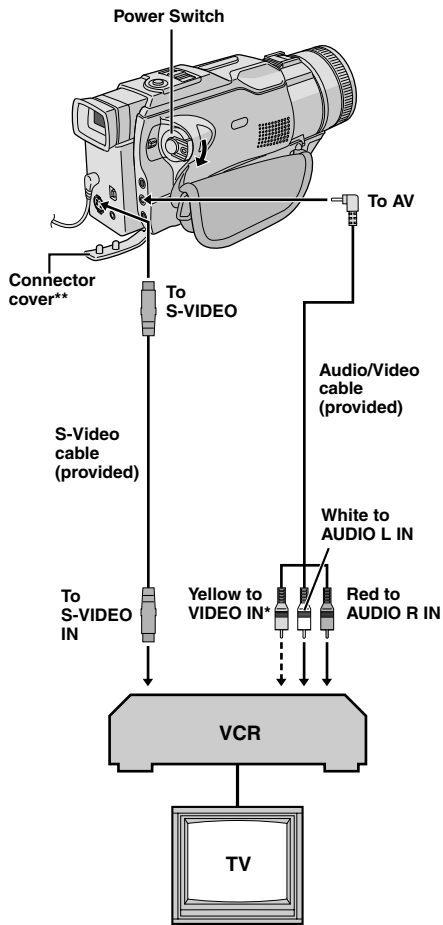 Power Switch
To AV
Connector
cover**
To
S-VIDEO
Audio/Video
cable
(provided)
S-Video
cable
(provided)
White to
AUDIO L IN
To
S-VIDEO
IN
Yellow to
VIDEO IN*
Red to
AUDIO R IN
VCR
TV